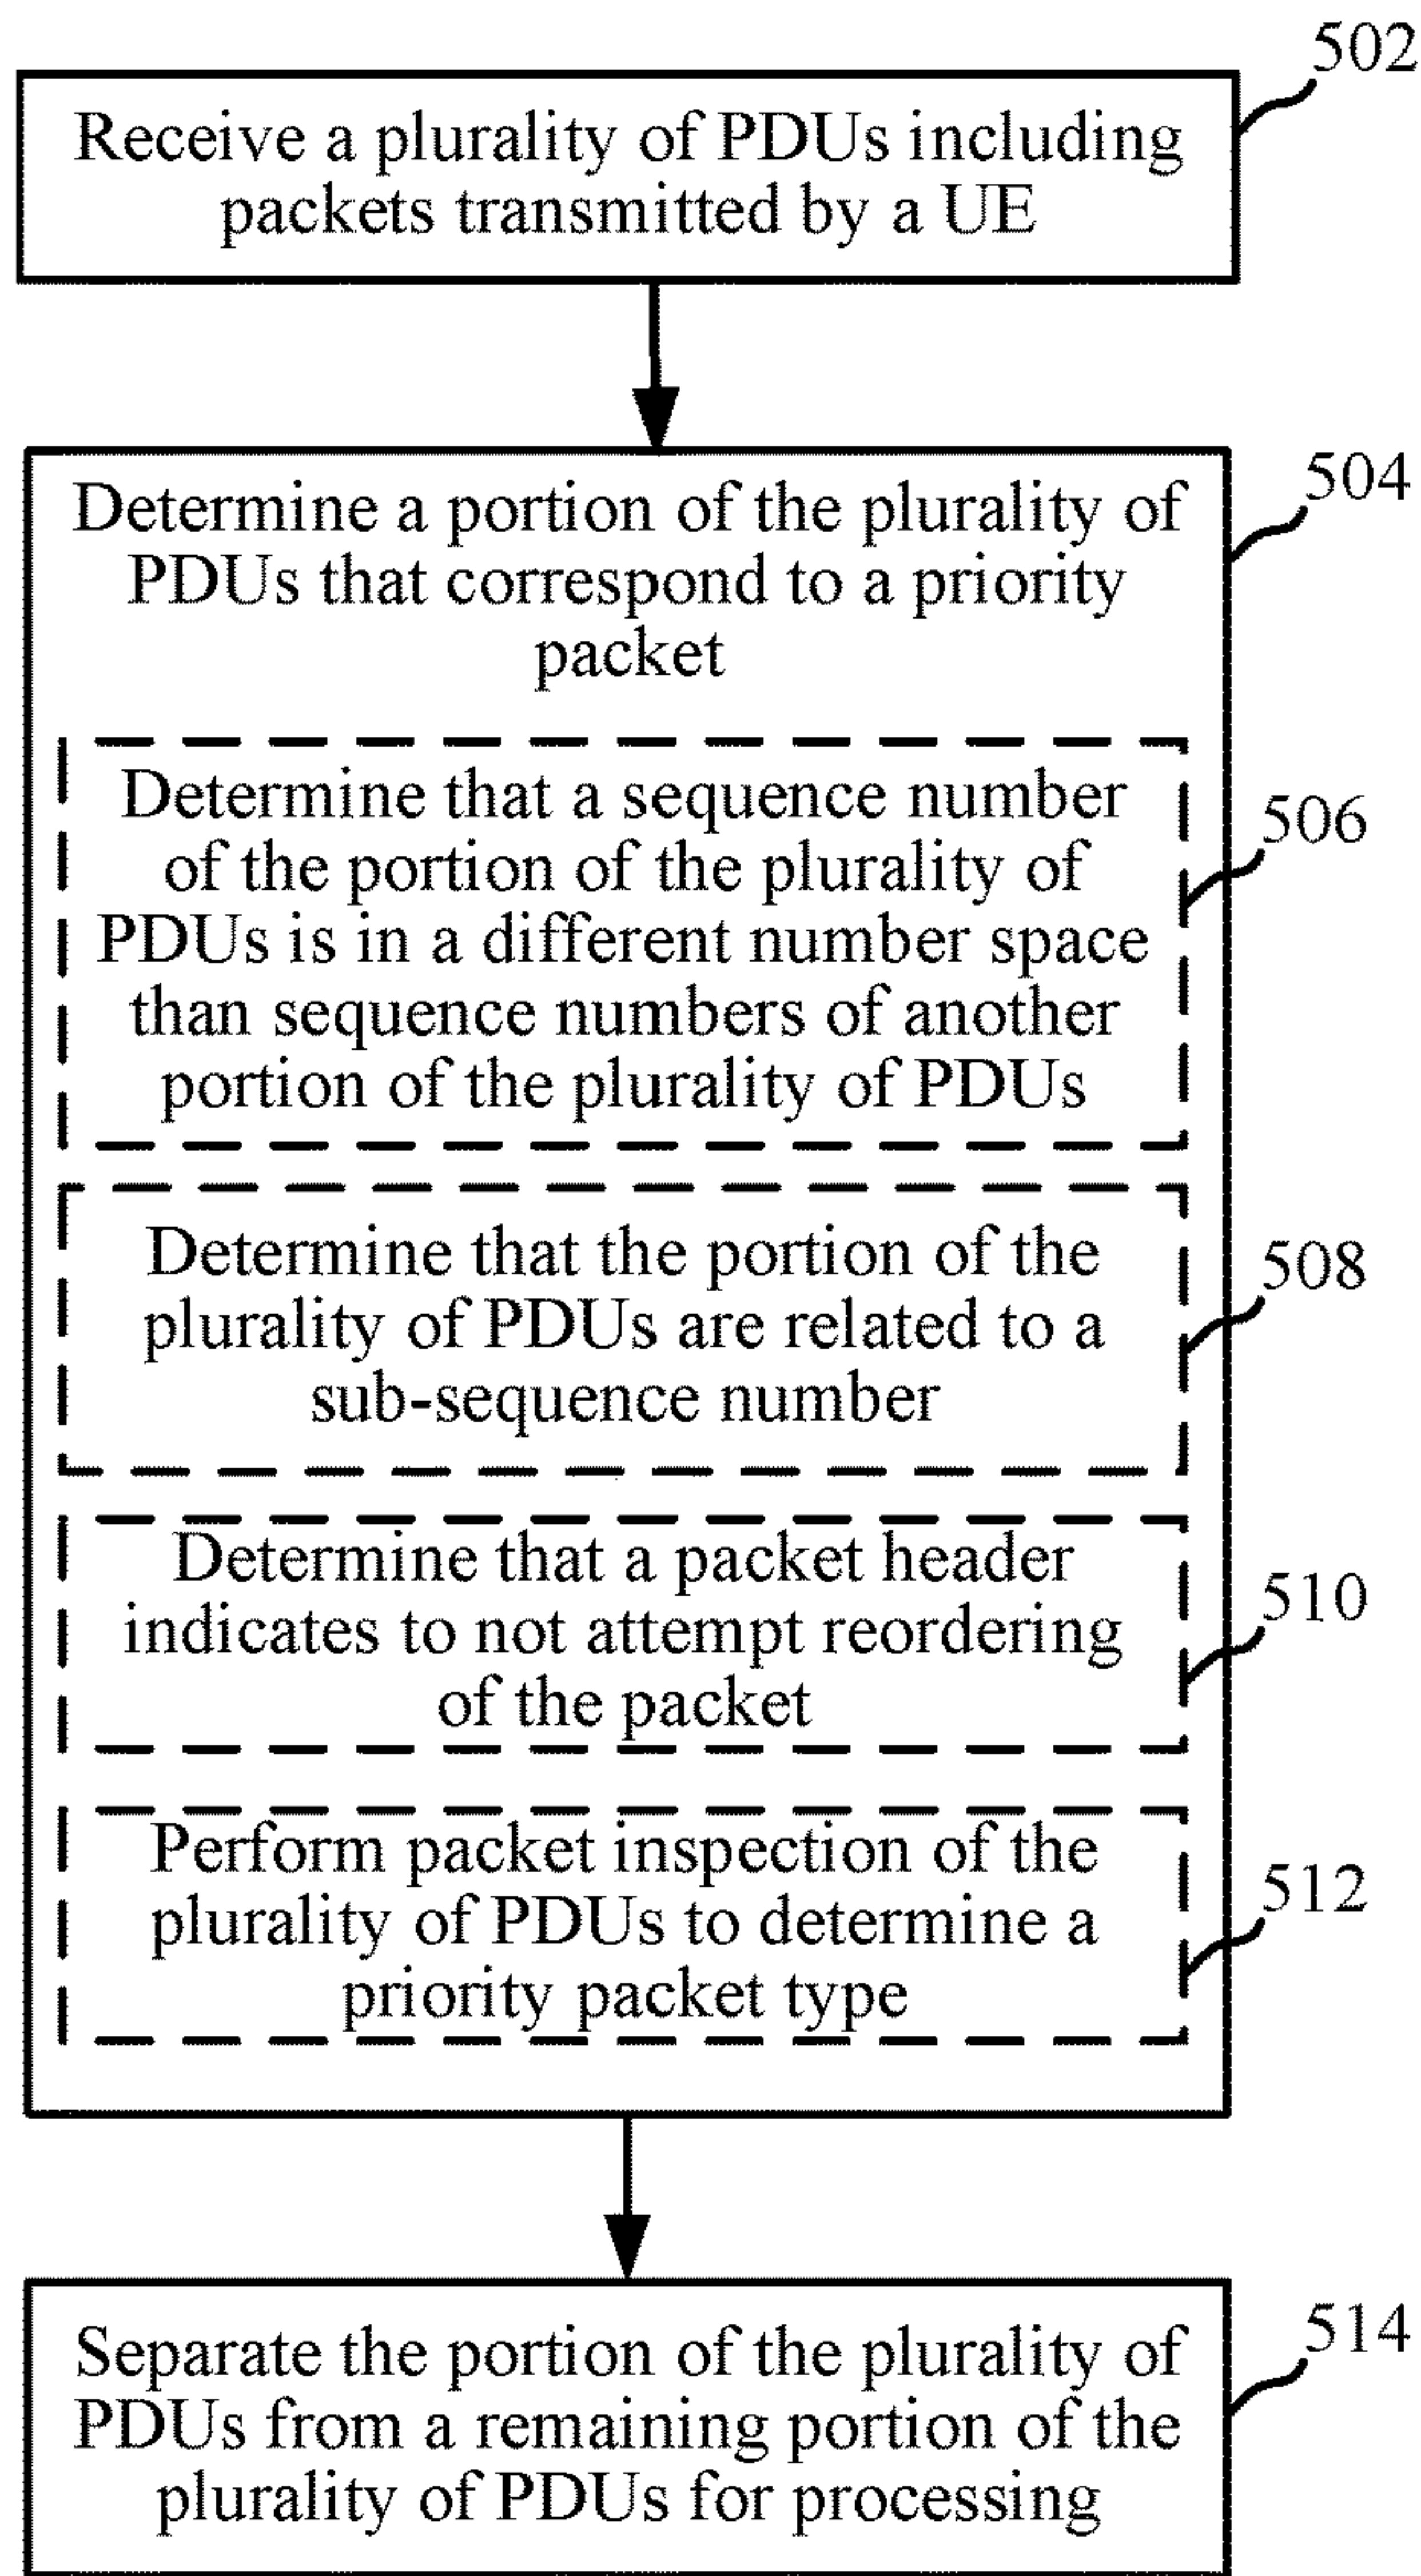 502
Receive a plurality of PDUs including
packets transmitted by a UE
504
Determine a portion of the plurality of
PDUs that correspond to a priority
packet
506
Determine that a sequence number
of the portion of the plurality of
PDUs is in a different number space
than sequence numbers of another
portion of the plurality of PDUs
508
Determine that the portion of the
plurality of PDUs are related to a
sub-sequence number
510
Determine that a packet header
indicates to not attempt reordering
of the packet
512
Perform packet inspection of the
plurality of PDUs to determine a
priority packet type
514
Separate the portion of the plurality of
PDUs from a remaining portion of the
plurality of PDUs for processing